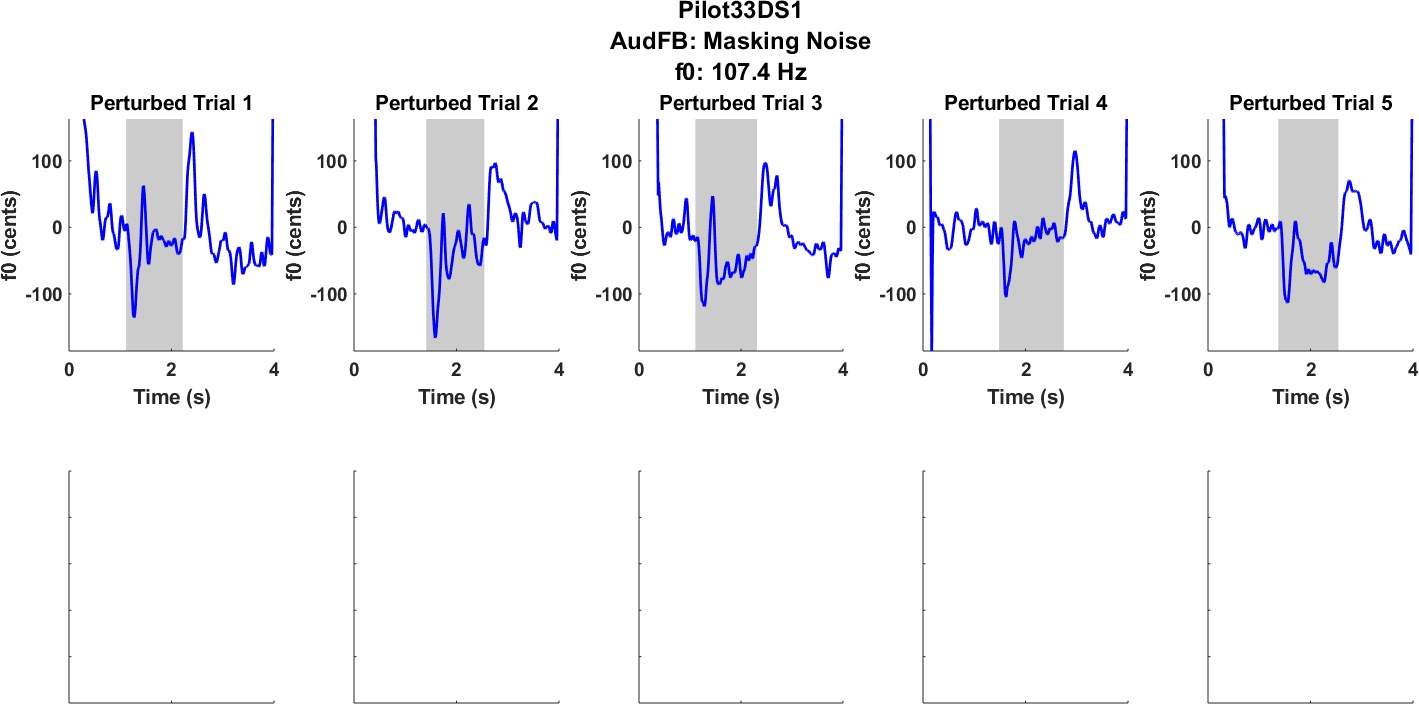 Pilot33DS1
AudFB: Masking Noise
f0: 107.4 Hz
Perturbed Trial 1
f0 (cents)
100
0
-100
0 2 4
Time (s)
Perturbed Trial 2
f0 (cents)
100
0
-100
0 2 4
Time (s)
Perturbed Trial 3
f0 (cents)
100
0
-100
0 2 4
Time (s)
Perturbed Trial 4
f0 (cents)
100
0
-100
0 2 4
Time (s)
Perturbed Trial 5
f0 (cents)
100
0
-100
0 2 4
Time (s)